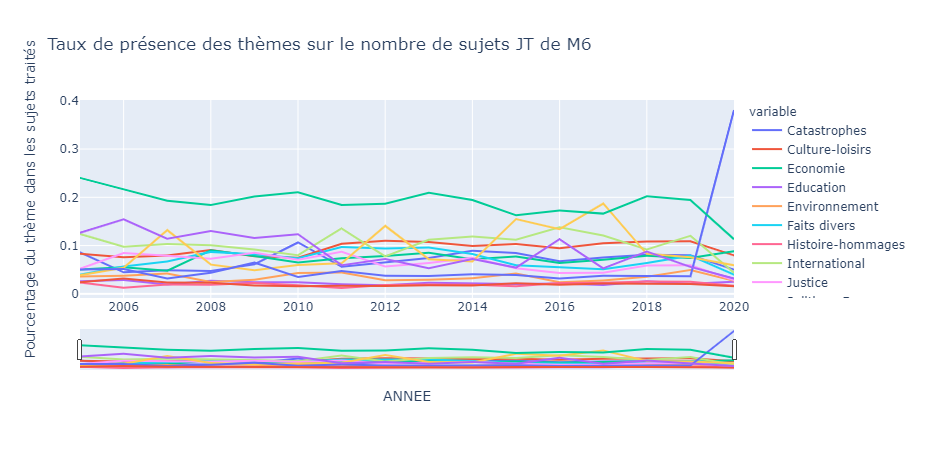 Taux de présence des thèmes sur le nombre de sujets JT de M6
Pourcentage du thème dans les sujets traités
0.4
0.3
0.2
0.1
0
2006
2008
2010
2012
2014
2016
2018
2020
ANNEE
variable
Catastrophes
Culture-loisirs
Economie
Education
Environnement
Faits divers
Histoire-hommages
International
Justice